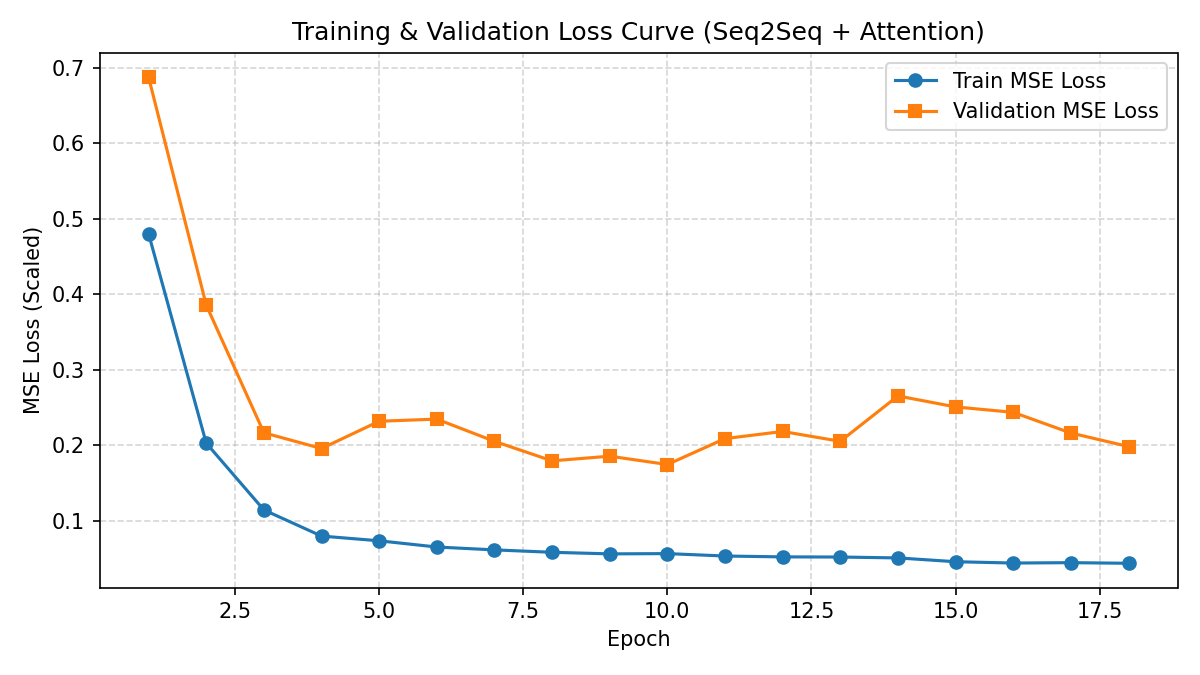 Training & Validation Loss Curve (Seq2Seq + Attention)
Train MSE Loss
Validation MSE Loss
MSE Loss (Scaled)
0.7
0.6
0.5
0.4
0.3
0.2
0.1
2.5 5.0 7.5 10.0 12.5 15.0 17.5
Epoch